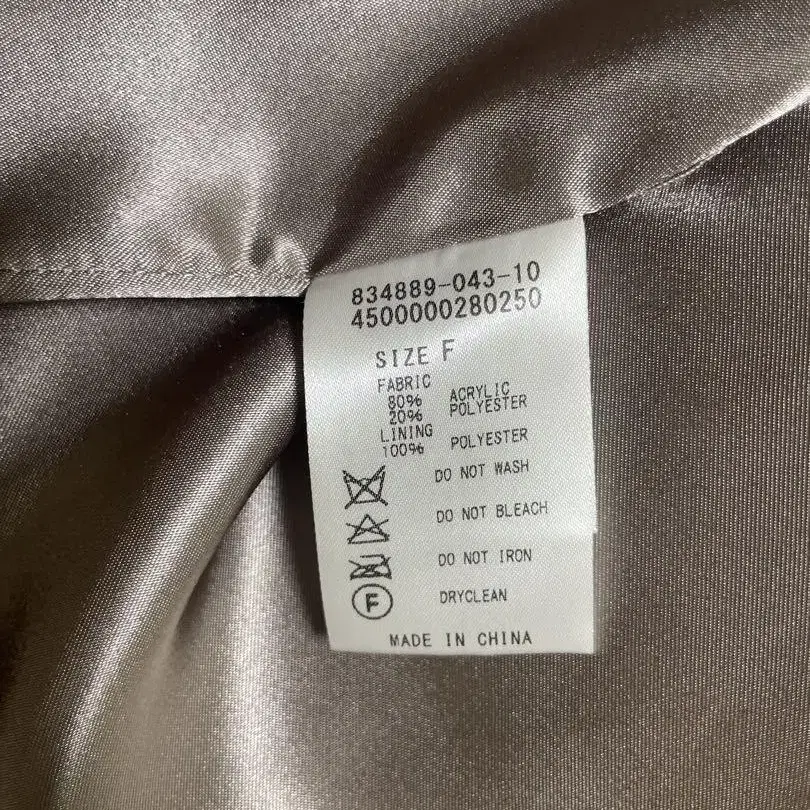 834889-043-10
4500000280250
SIZE F
FABRIC
80% ACRYLIC
20% POLYESTER
LINING
100% POLYESTER
DO NOT WASH
DO NOT BLEACH
DO NOT IRON
F DRYCLEAN
MADE IN CHINA